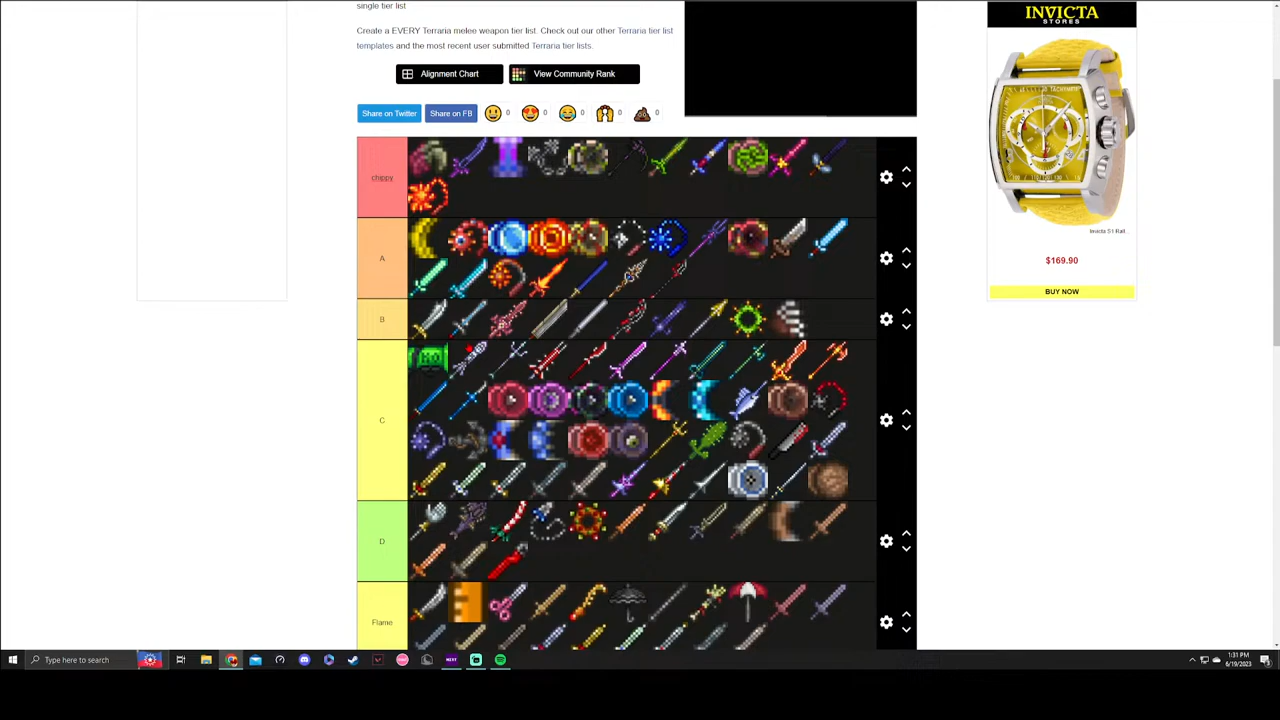 single tier list
Create a EVERY Terraria melee weapon tier list. Check out our other Terraria tier list
templates and the most recent user submitted Terraria tier lists.
Alignment Chart
View Community Rank
Share on Twitter
Share on FB
0
0
0
0
0
chippy
A
B
C
D
Flame
INVICTA
STORES
Invicta S1 Rall...
$169.90
BUY NOW
Type here to search
1:31 PM
6/19/2023